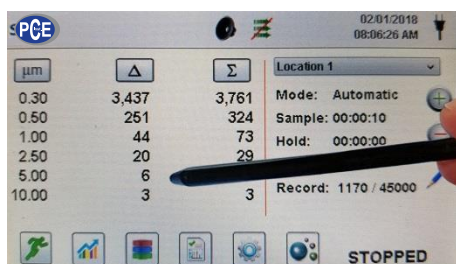 PCE
02/01/2018
08:06:26 AM
µm Δ Σ Location 1
0.30 3,437 3,761 Mode: Automatic
0.50 251 324 Sample: 00:00:10
1.00 44 73 Hold: 00:00:00
2.50 20 29
5.00 6
10.00 3 3 Record: 1170 / 45000
STOPPED